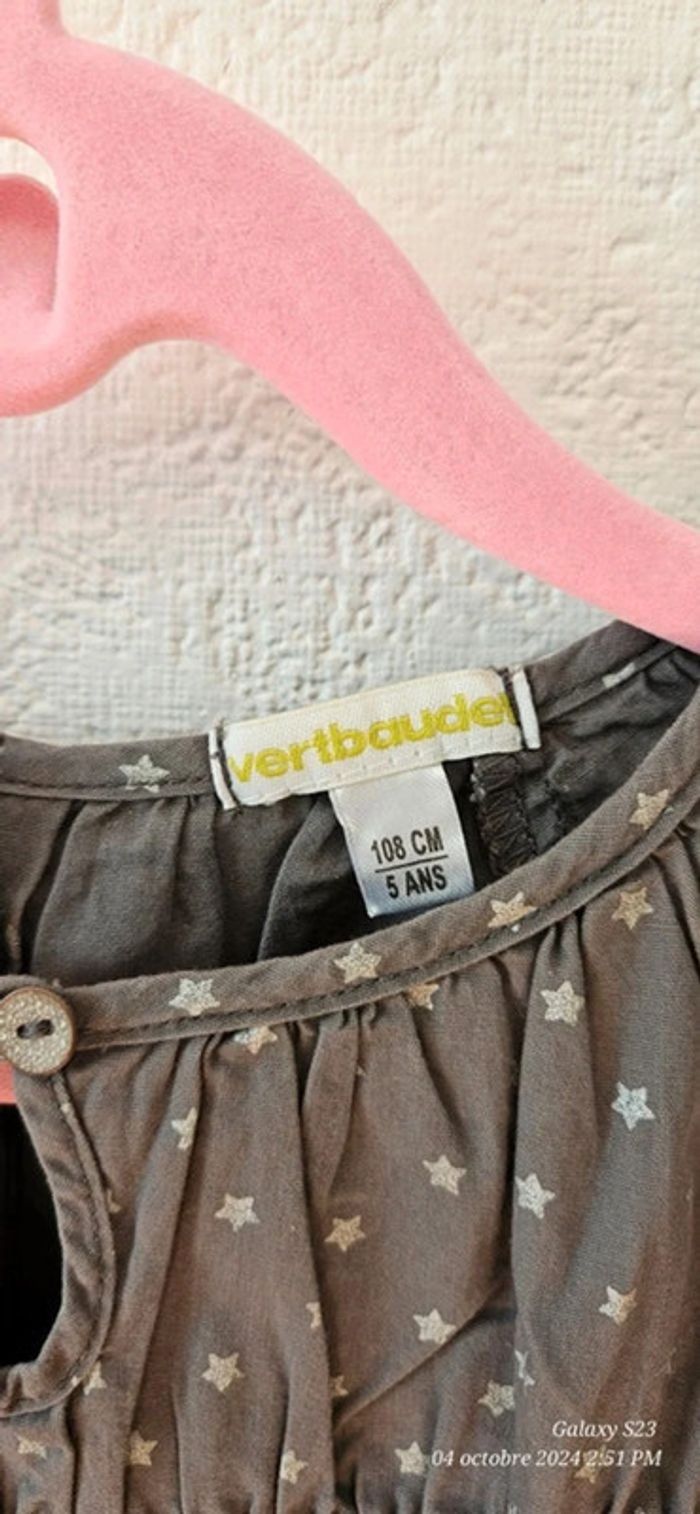 vertbaudet
108 CM
5 ANS
Galaxy S23
04 octobre 2024 2:51 PM